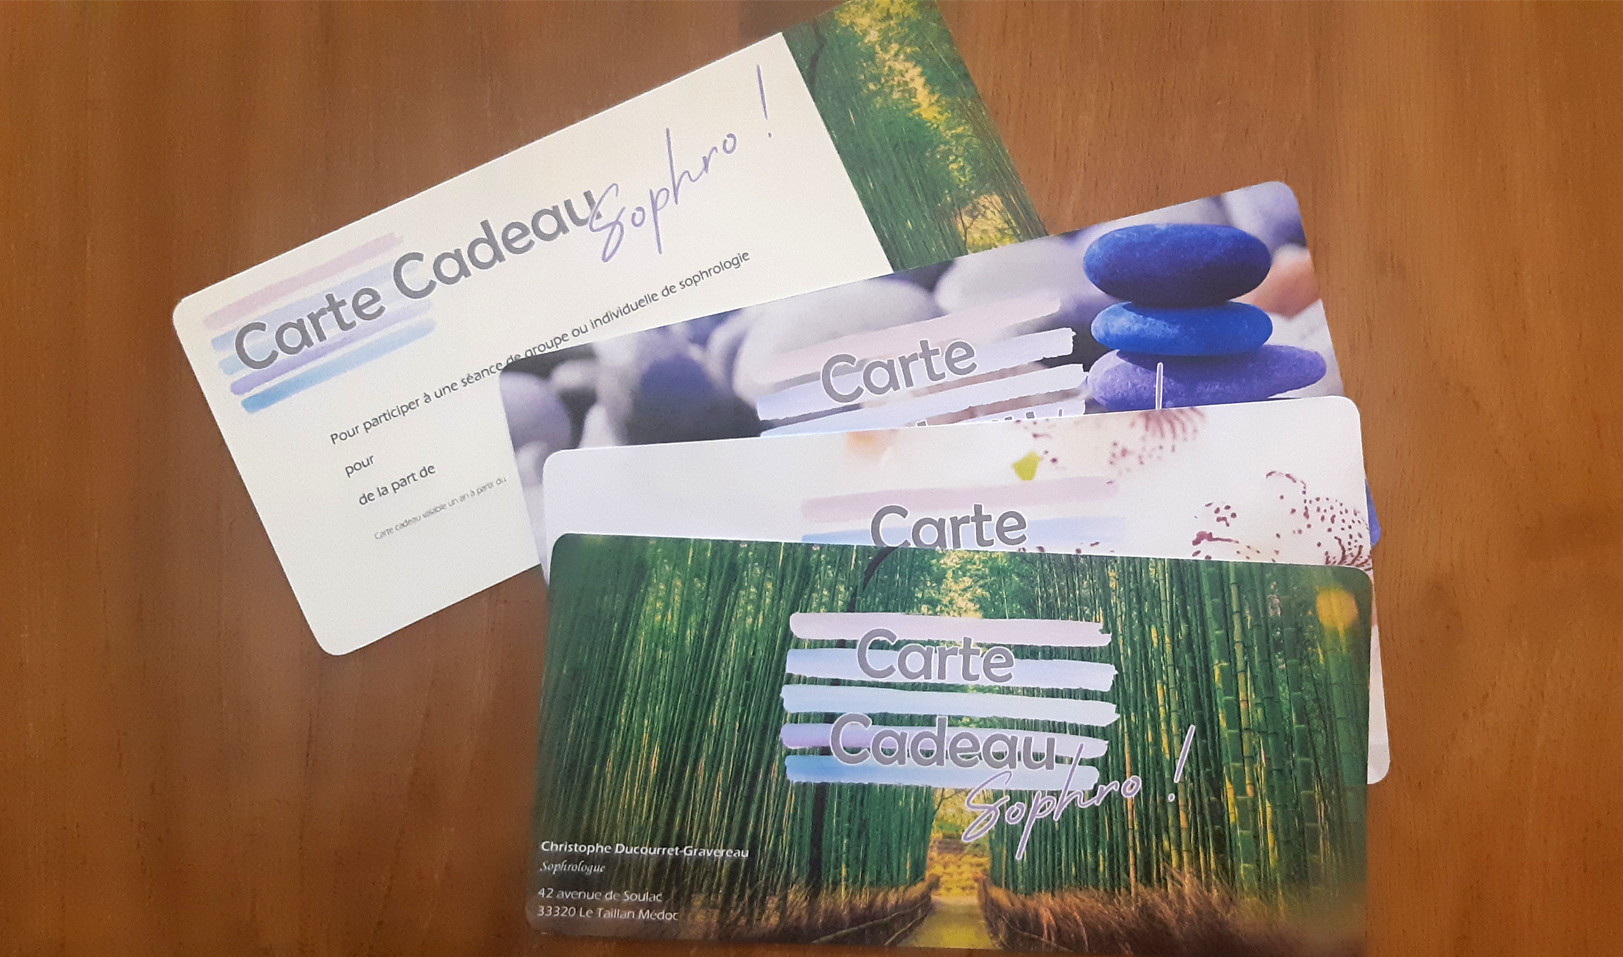 Carte Cadeau Sophro !
Pour participer à une séance de groupe ou individuelle de sophrologie
pour
de la part de
Carte cadeau valable un an à partir du
Carte
Carte
Carte
Cadeau
Sophro !
Christophe Ducourret-Gravereau
Sophrologue
42 avenue de Soulac
33320 Le Taillan Médoc